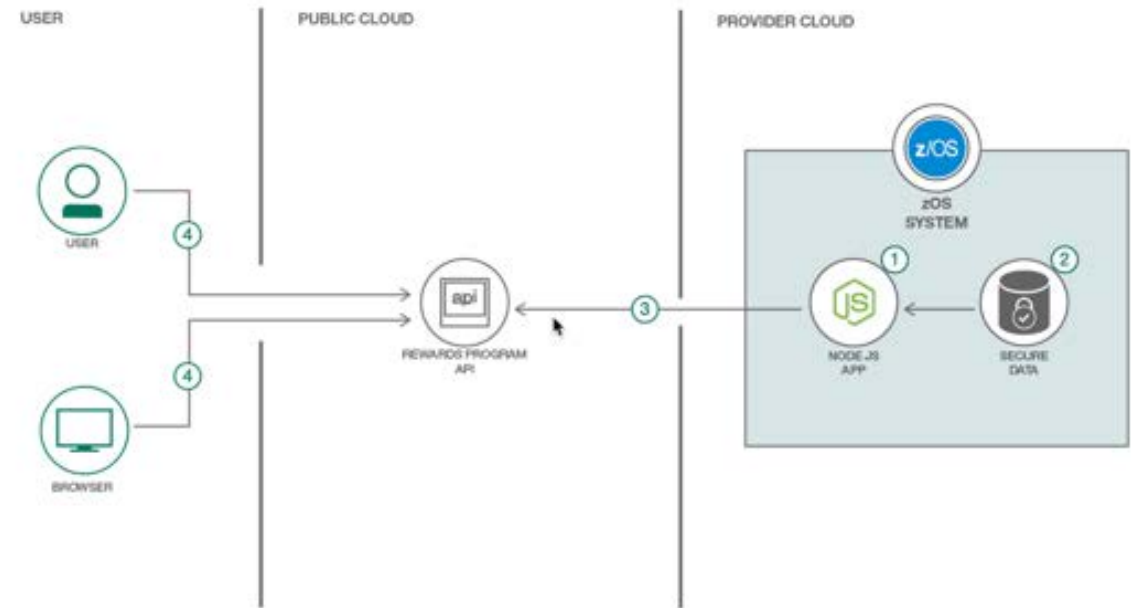 USER
PUBLIC CLOUD
PROVIDER CLOUD
z/OS
zOS
SYSTEM
USER
4
api
REWARDS PROGRAM
API
3
1
JS
NODE.JS
APP
2
SECURE
DATA
4
BROWSER